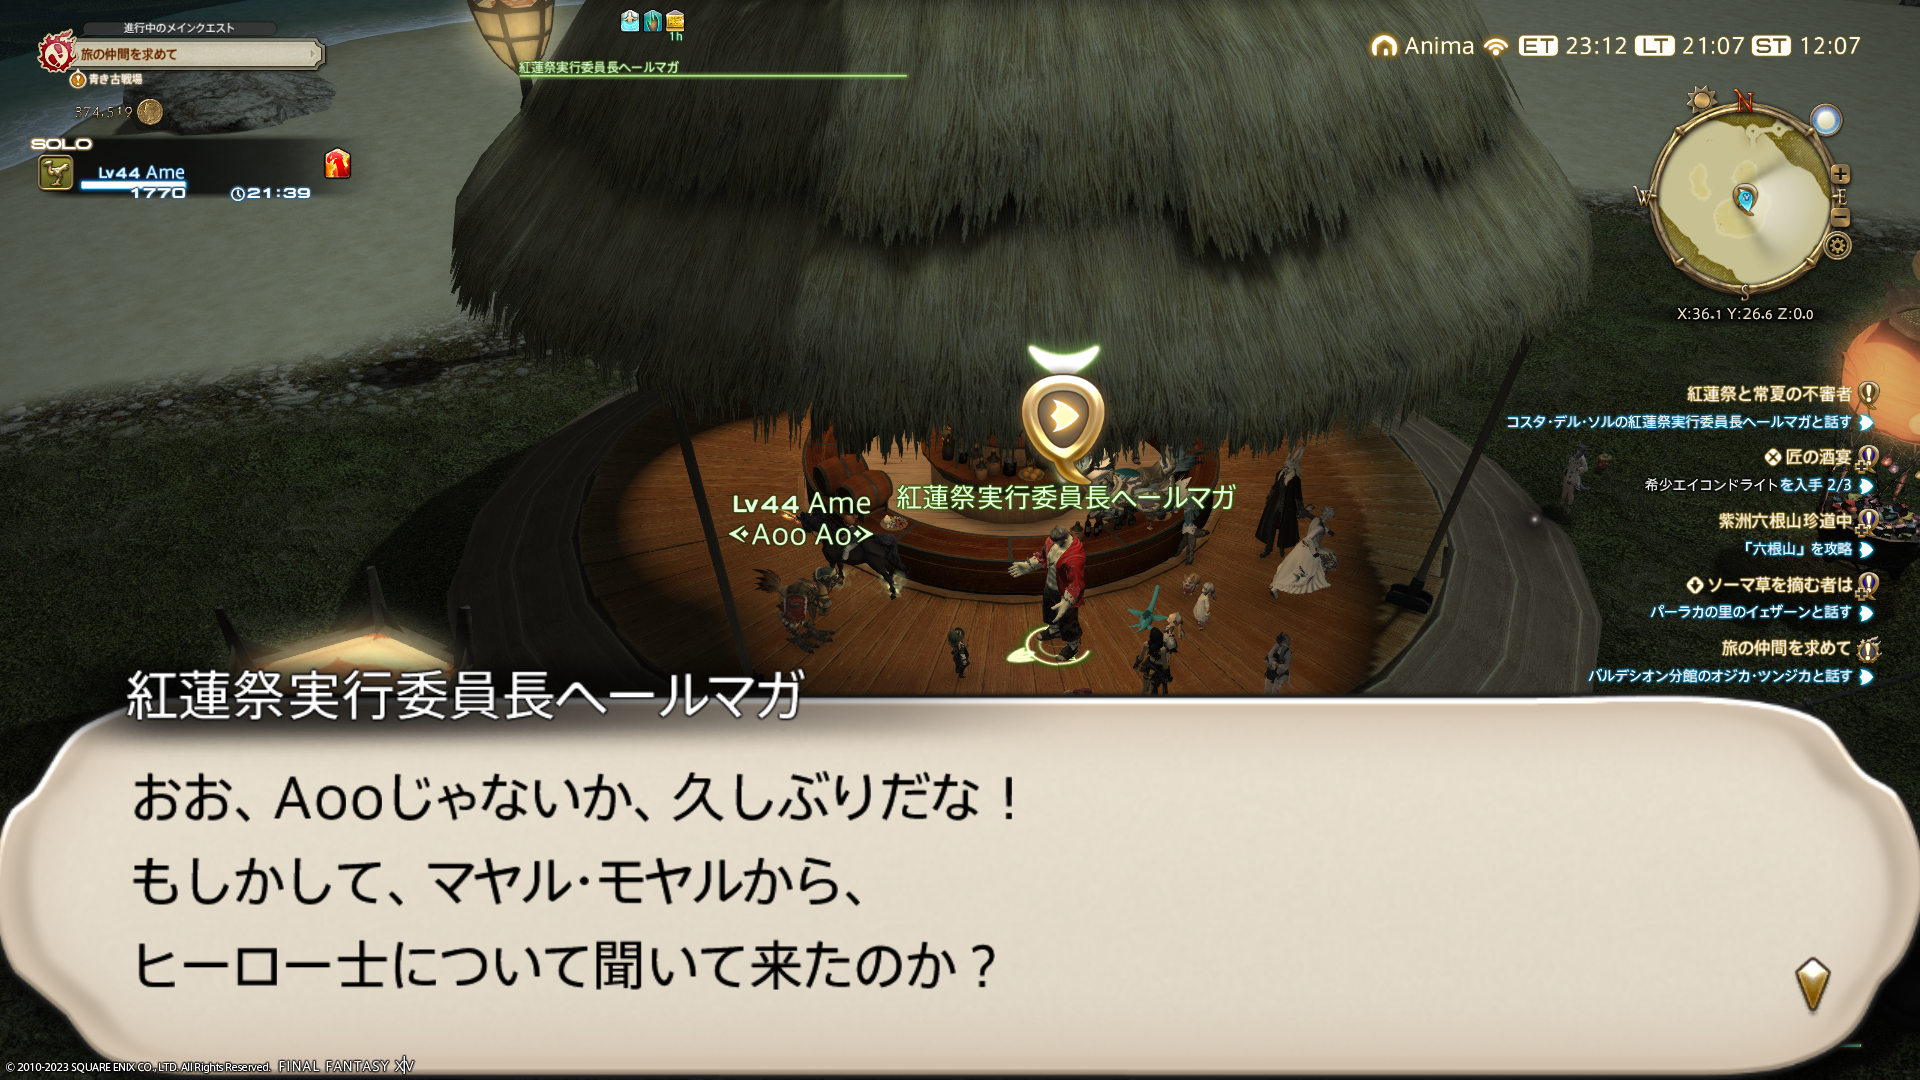 進行中のメインクエスト
旅の仲間を求めて
青き古戦場
374,519
SOLO
Lv44 Ame
1770
21:39
1h
紅蓮祭実行委員長ヘールマガ
Anima ET 23:12 LT 21:07 ST 12:07
N
W
E
S
X:36.1 Y:26.6 Z:0.0
紅蓮祭と常夏の不審者
コスタ・デル・ソルの紅蓮祭実行委員長ヘールマガと話す
匠の酒宴
希少エイコンドライトを入手 2/3
紫洲六根山珍道中
「六根山」を攻略
ソーマ草を摘む者は
パーラカの里のイェザーンと話す
旅の仲間を求めて
バルデシオン分館のオジカ・ツンジカと話す
Lv44 Ame
Aoo Ao
紅蓮祭実行委員長ヘールマガ
紅蓮祭実行委員長ヘールマガ
おお、Aooじゃないか、久しぶりだな！
もしかして、マヤル・モヤルから、
ヒーロー士について聞いて来たのか？
© 2010-2023 SQUARE ENIX CO., LTD. All Rights Reserved. FINAL FANTASY XIV